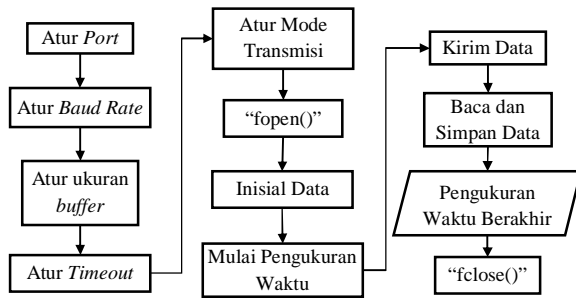 Atur Port
Atur Baud Rate
Atur ukuran
buffer
Atur Timeout
Atur Mode
Transmisi
“fopen()”
Inisial Data
Mulai Pengukuran
Waktu
Kirim Data
Baca dan
Simpan Data
Pengukuran
Waktu Berakhir
“fclose()”